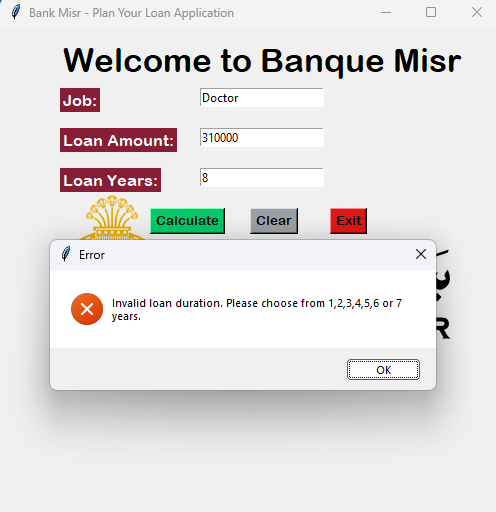 Bank Misr - Plan Your Loan Application
Welcome to Banque Misr
Job:
Doctor
Loan Amount:
310000
Loan Years:
8
Calculate
Clear
Exit
Error
Invalid loan duration. Please choose from 1,2,3,4,5,6 or 7
years.
R
OK